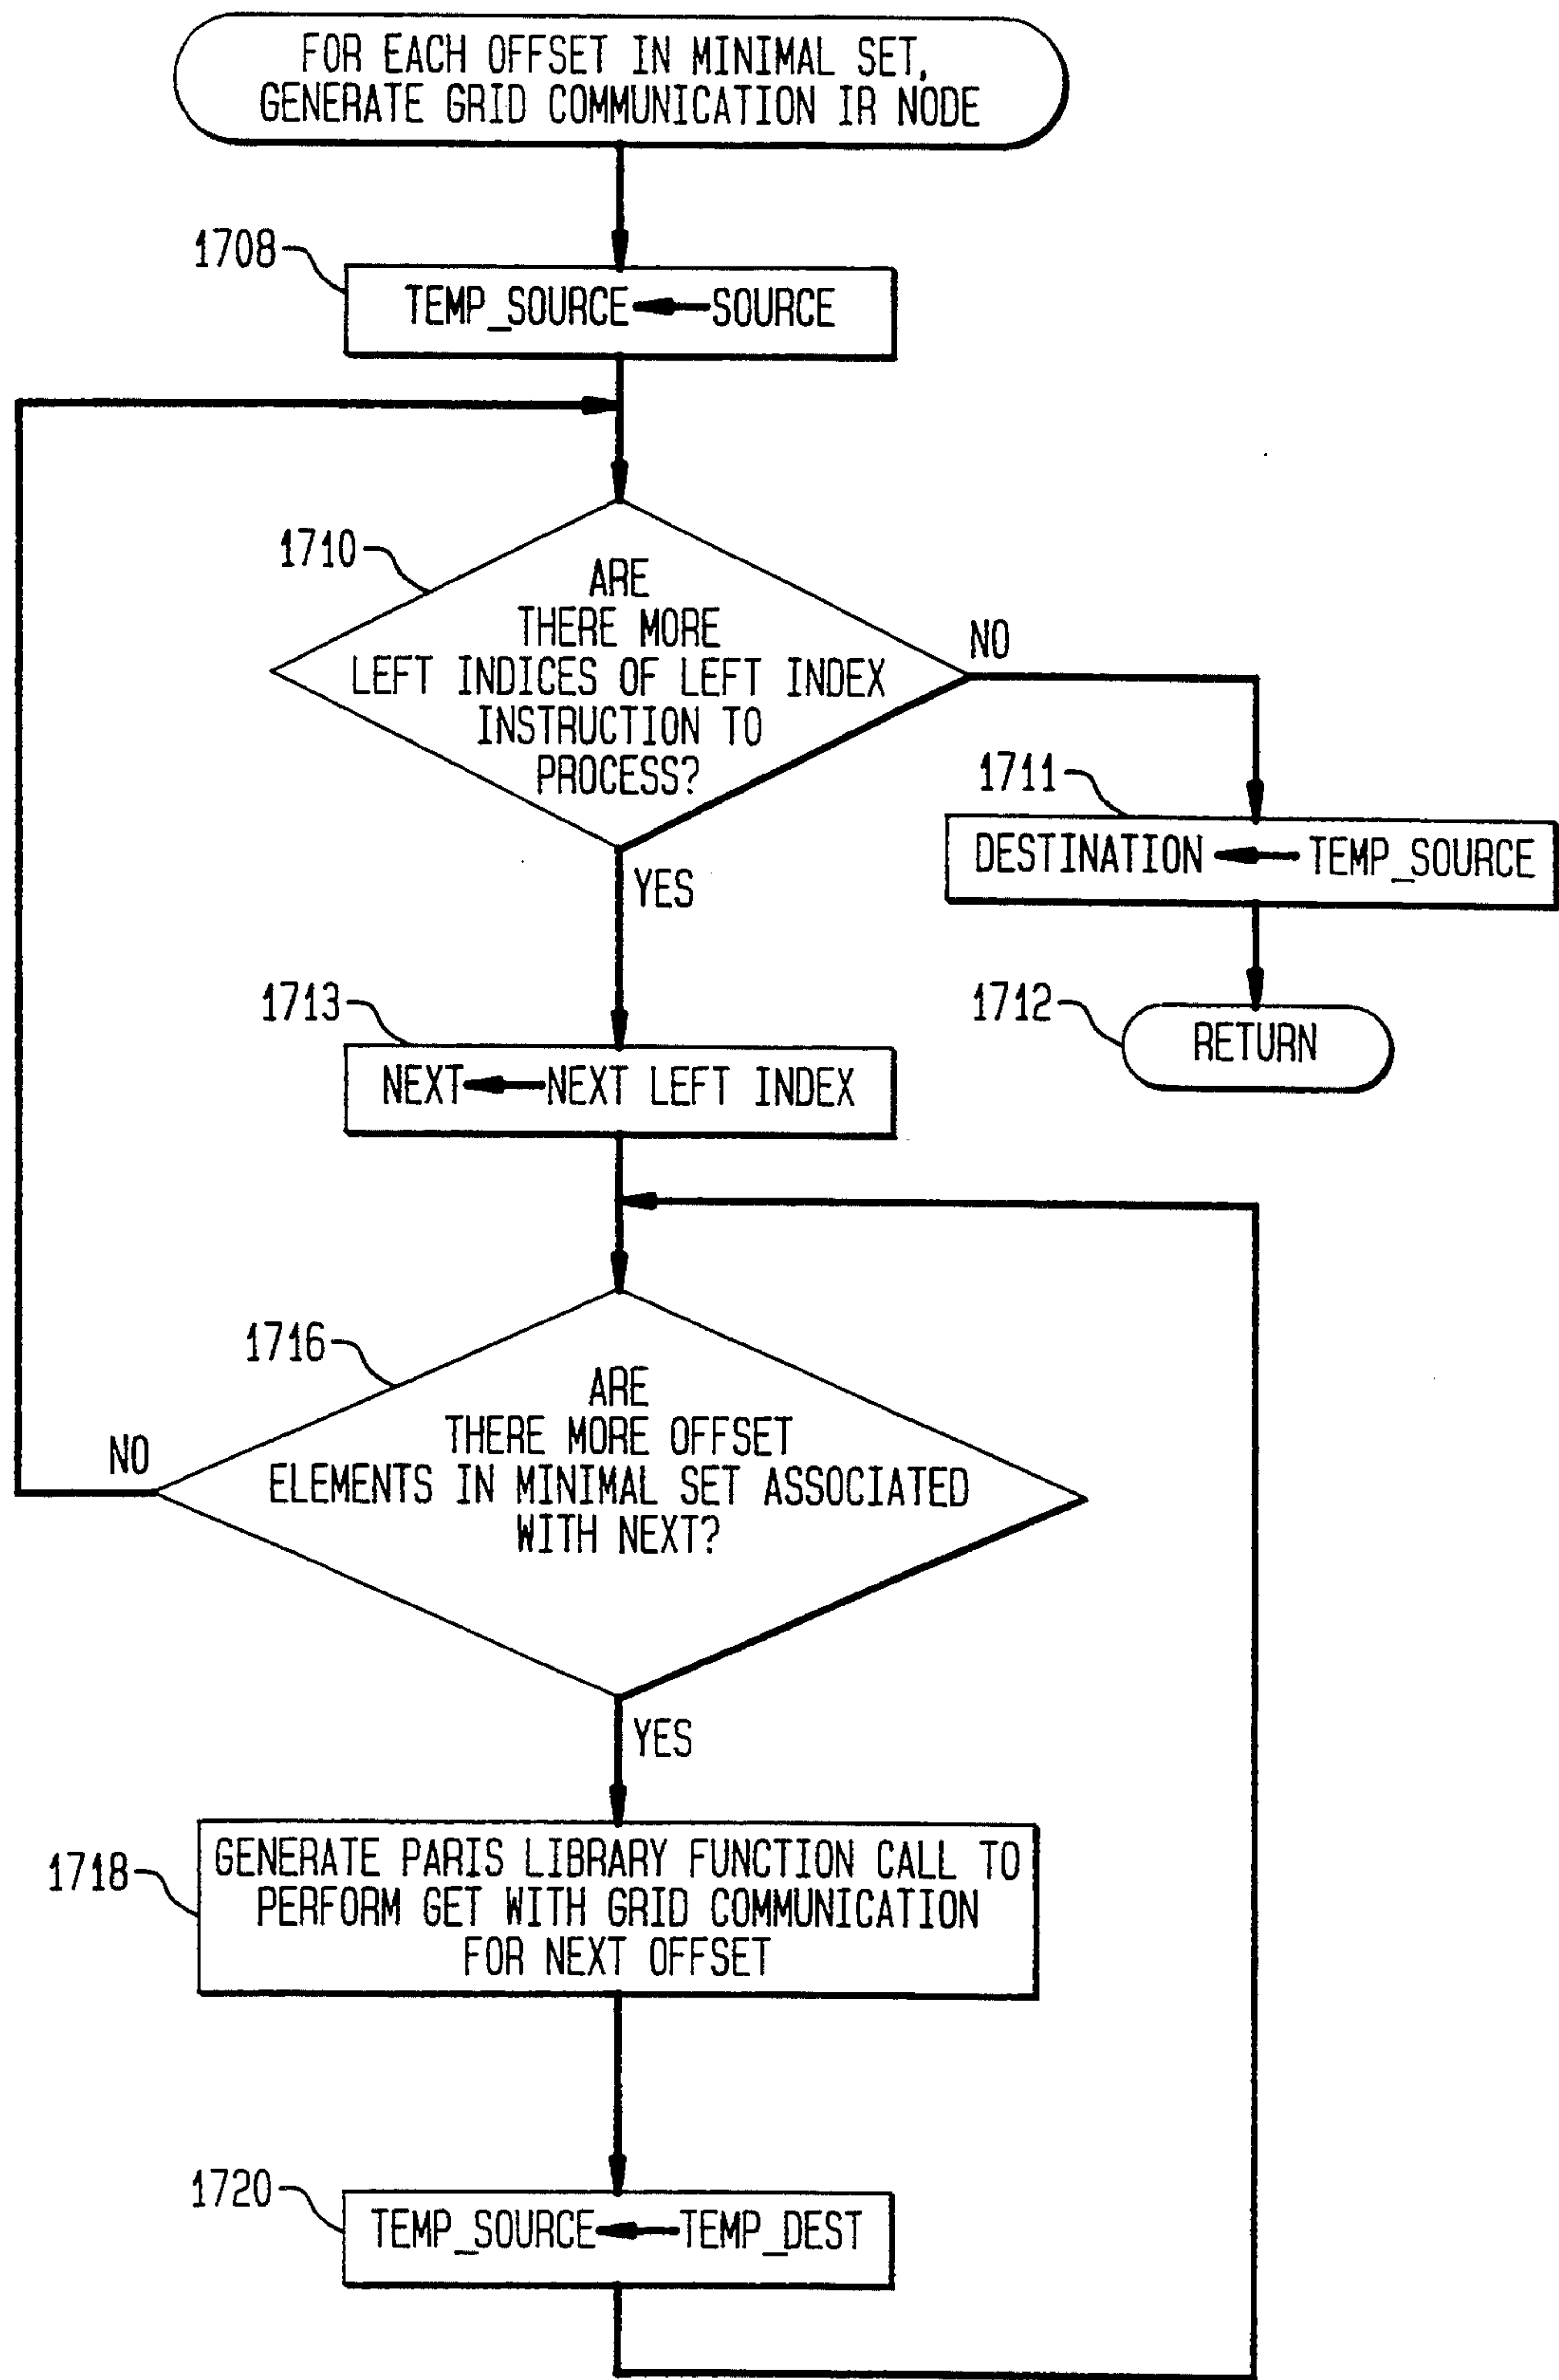 FOR EACH OFFSET IN MINIMAL SET,
GENERATE GRID COMMUNICATION IR NODE
1708
TEMP_SOURCE ← SOURCE
1710
ARE
THERE MORE
LEFT INDICES OF LEFT INDEX
INSTRUCTION TO
PROCESS?
NO
YES
1711
DESTINATION ← TEMP_SOURCE
1712
RETURN
1713
NEXT ← NEXT LEFT INDEX
1716
ARE
THERE MORE OFFSET
ELEMENTS IN MINIMAL SET ASSOCIATED
WITH NEXT?
NO
YES
1718
GENERATE PARIS LIBRARY FUNCTION CALL TO
PERFORM GET WITH GRID COMMUNICATION
FOR NEXT OFFSET
1720
TEMP_SOURCE ← TEMP_DEST